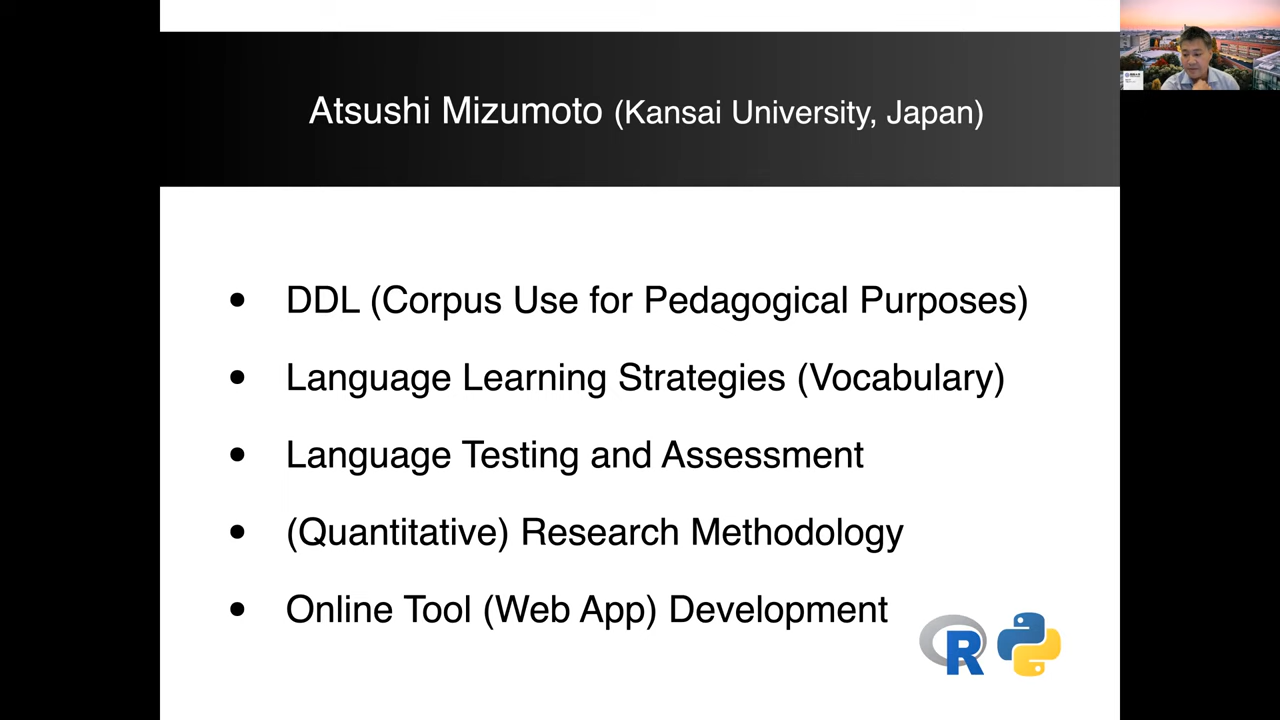 Atsushi Mizumoto (Kansai University, Japan)
• DDL (Corpus Use for Pedagogical Purposes)
• Language Learning Strategies (Vocabulary)
• Language Testing and Assessment
• (Quantitative) Research Methodology
• Online Tool (Web App) Development
R